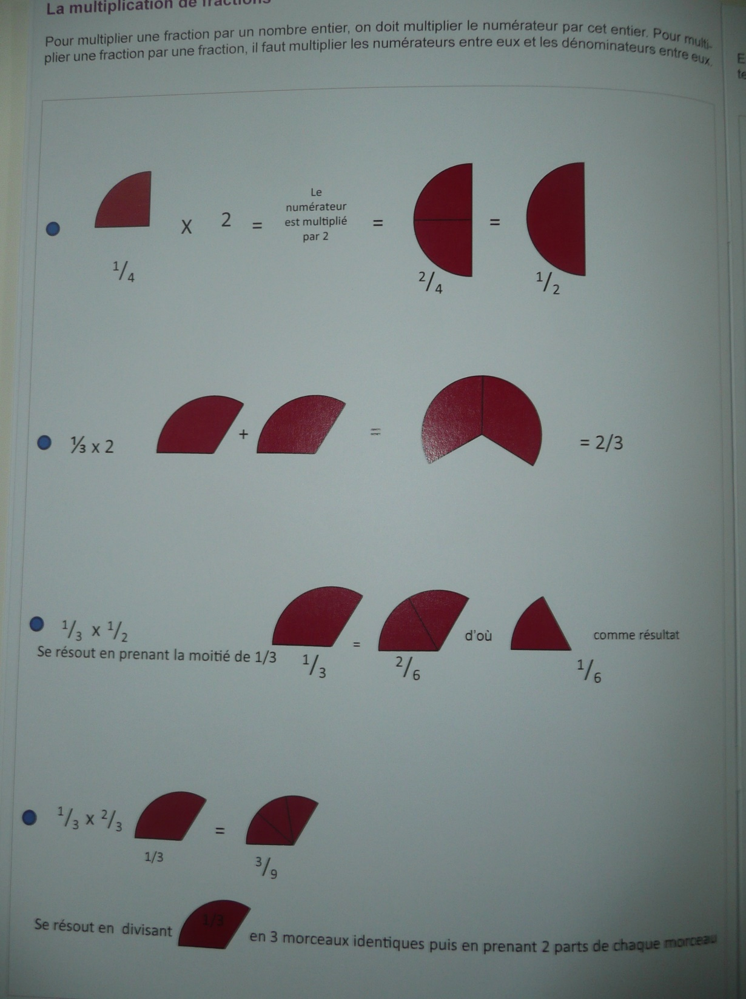 La multiplication de fractions
Pour multiplier une fraction par un nombre entier, on doit multiplier le numérateur par cet entier. Pour multi-
plier une fraction par une fraction, il faut multiplier les numérateurs entre eux et les dénominateurs entre eux.
E
te
Le
numérateur
est multiplié
par 2
X 2 = = =
1/4
2/4 1/2
⅓ x 2 + = = 2/3
1/3 x 1/2 = d'où comme résultat
Se résout en prenant la moitié de 1/3
1/3 2/6 1/6
1/3 x 2/3 =
1/3 3/9
1/3
Se résout en divisant en 3 morceaux identiques puis en prenant 2 parts de chaque morceau